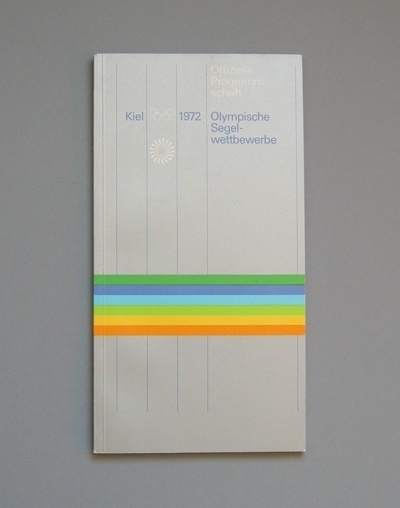 Offizielle
Programm
schrift
Kiel 1972 Olympische
Segel-
wettbewerbe